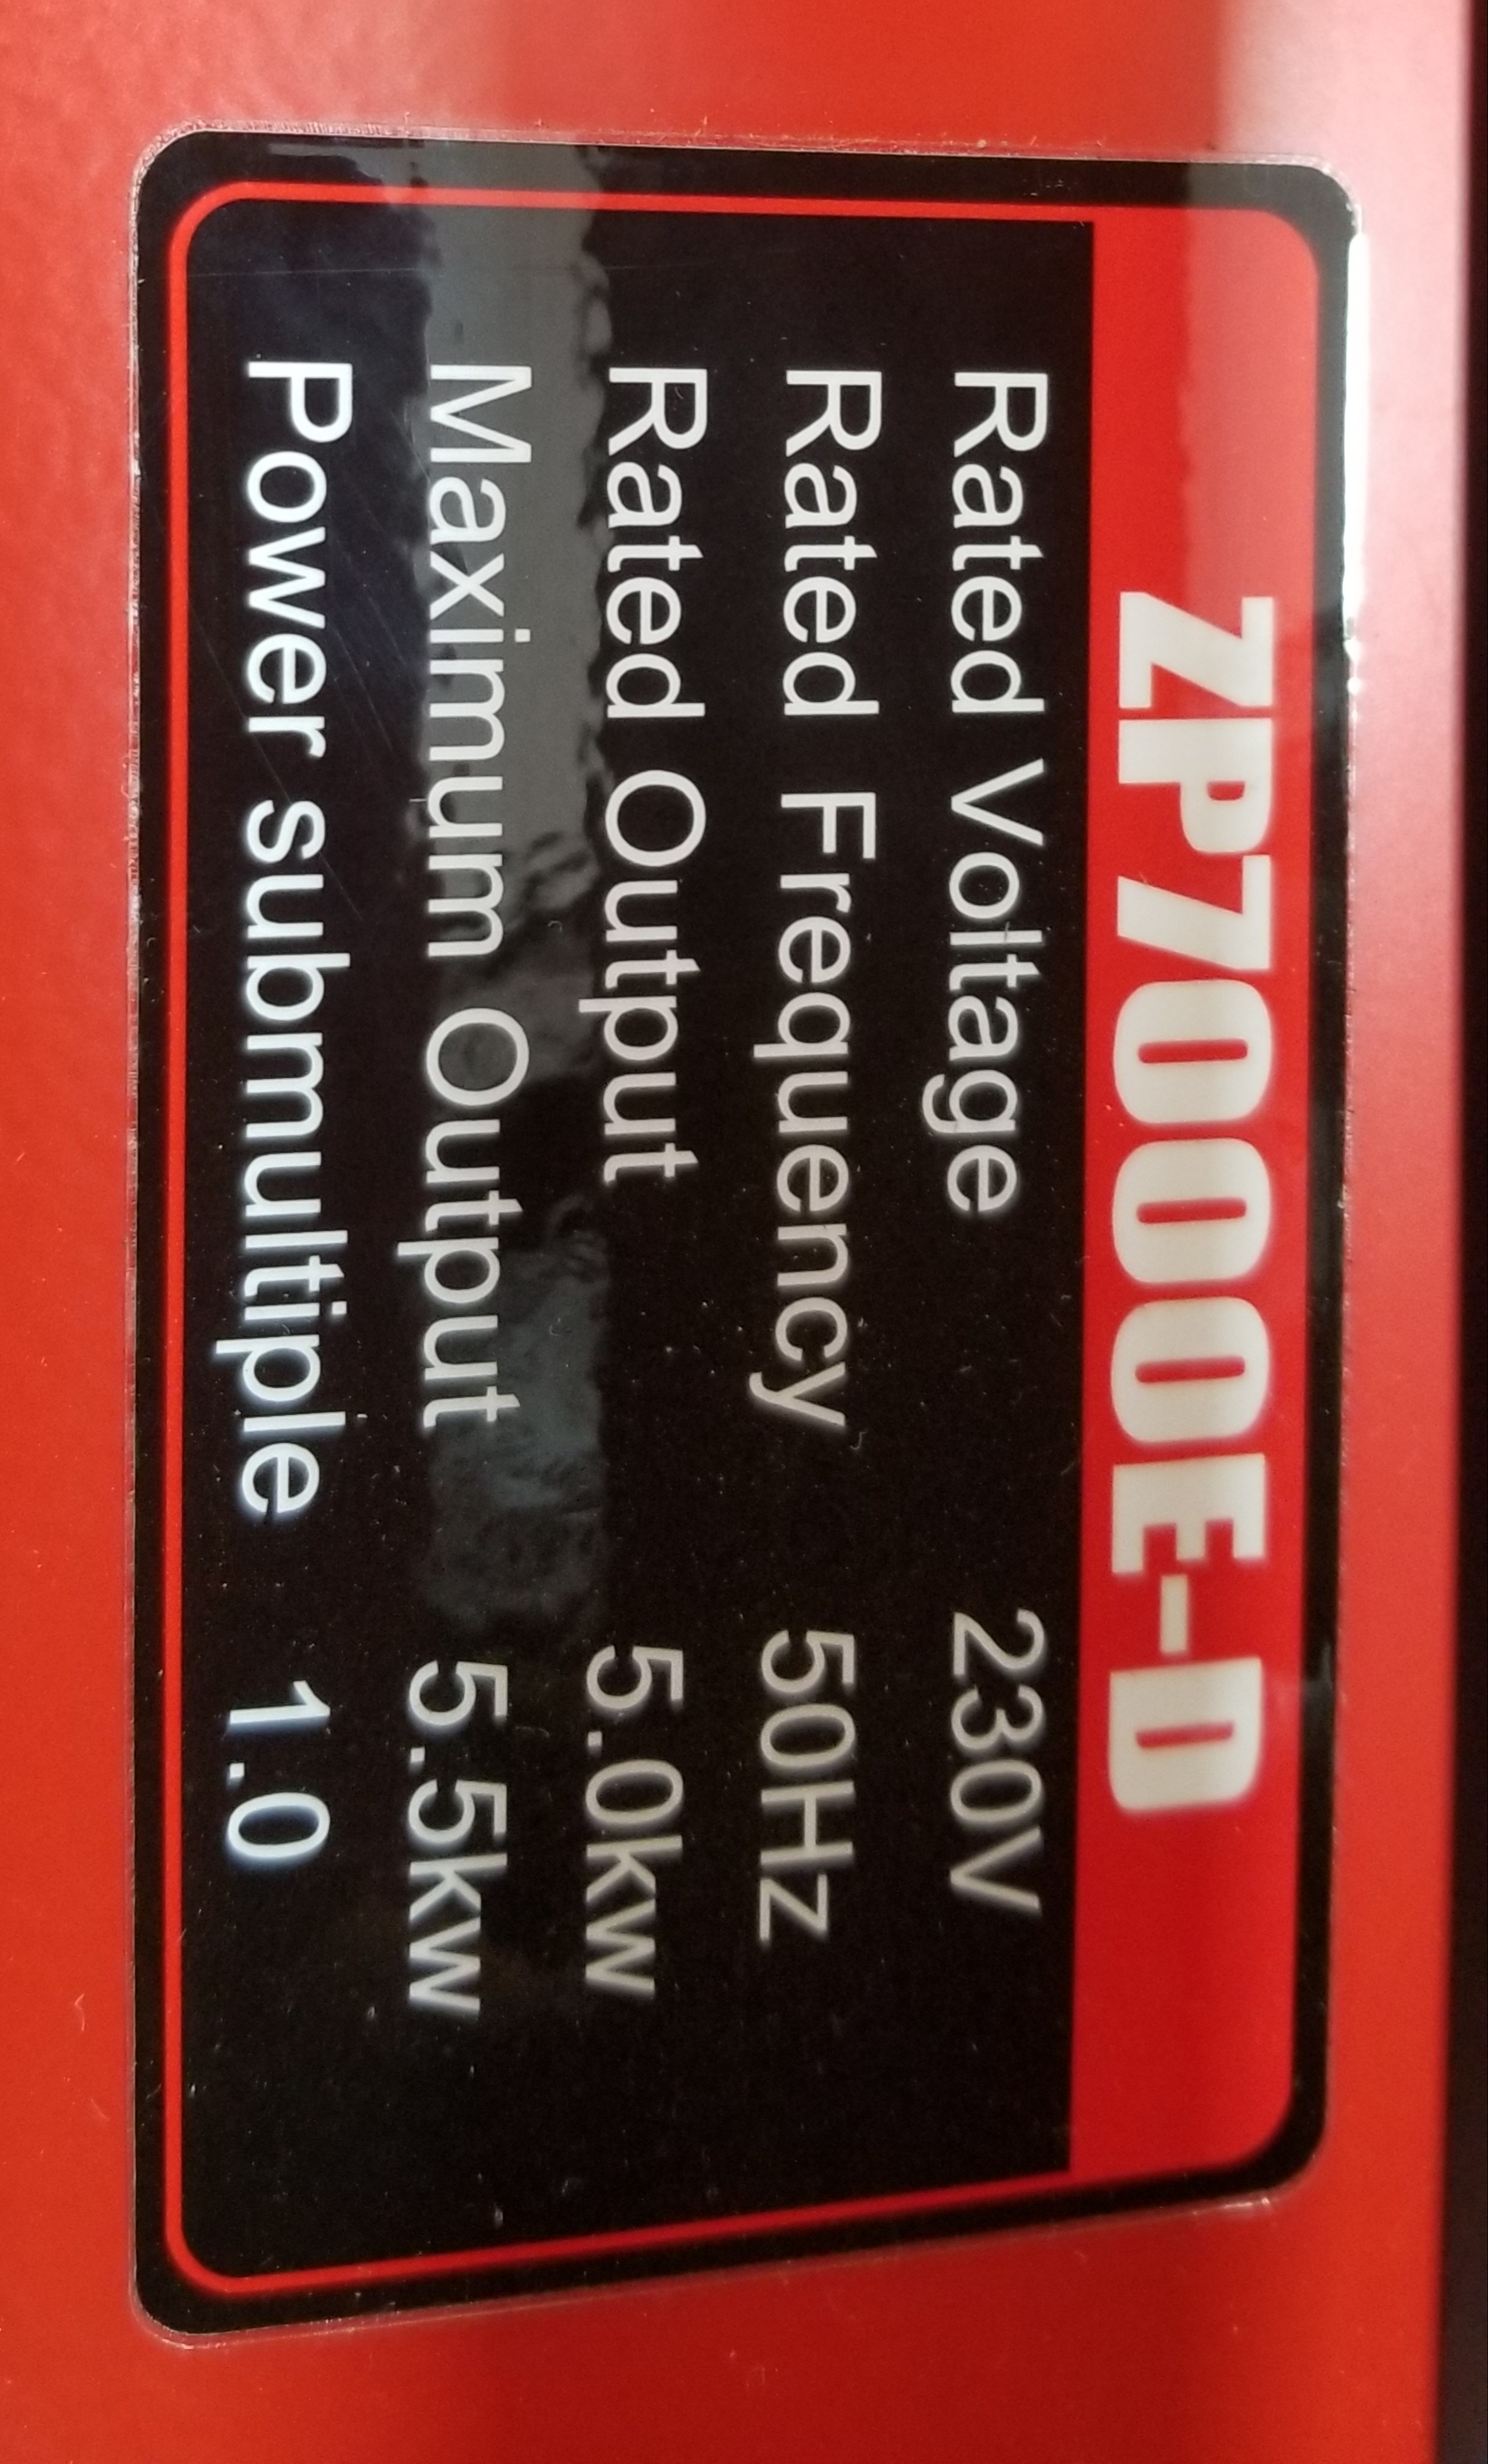 ZP7000E-D
Rated Voltage 230V
Rated Frequency 50Hz
Rated Output 5.0kw
Maximum Output 5.5kw
Power submultiple 1.0